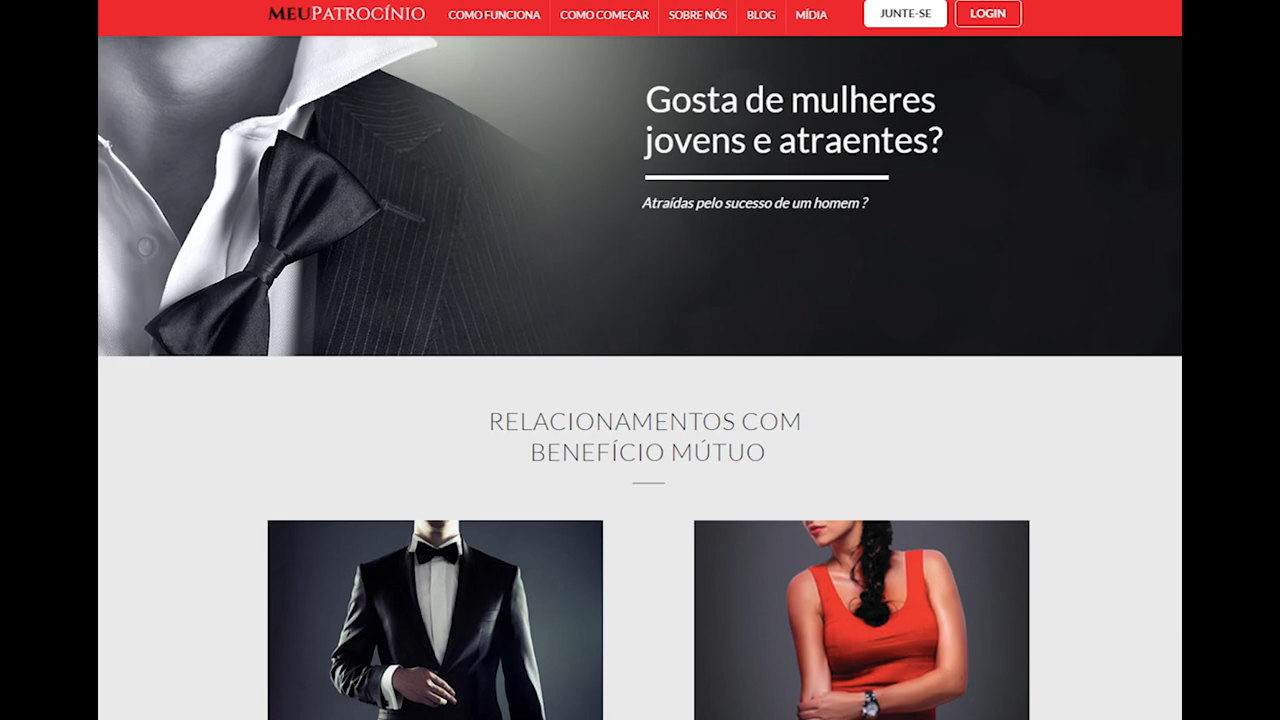 MEUPATROCÍNIO
COMO FUNCIONA
COMO COMEÇAR
SOBRE NÓS
BLOG
MÍDIA
JUNTE-SE
LOGIN
Gosta de mulheres
jovens e atraentes?
Atraídas pelo sucesso de um homem ?
RELACIONAMENTOS COM
BENEFÍCIO MÚTUO